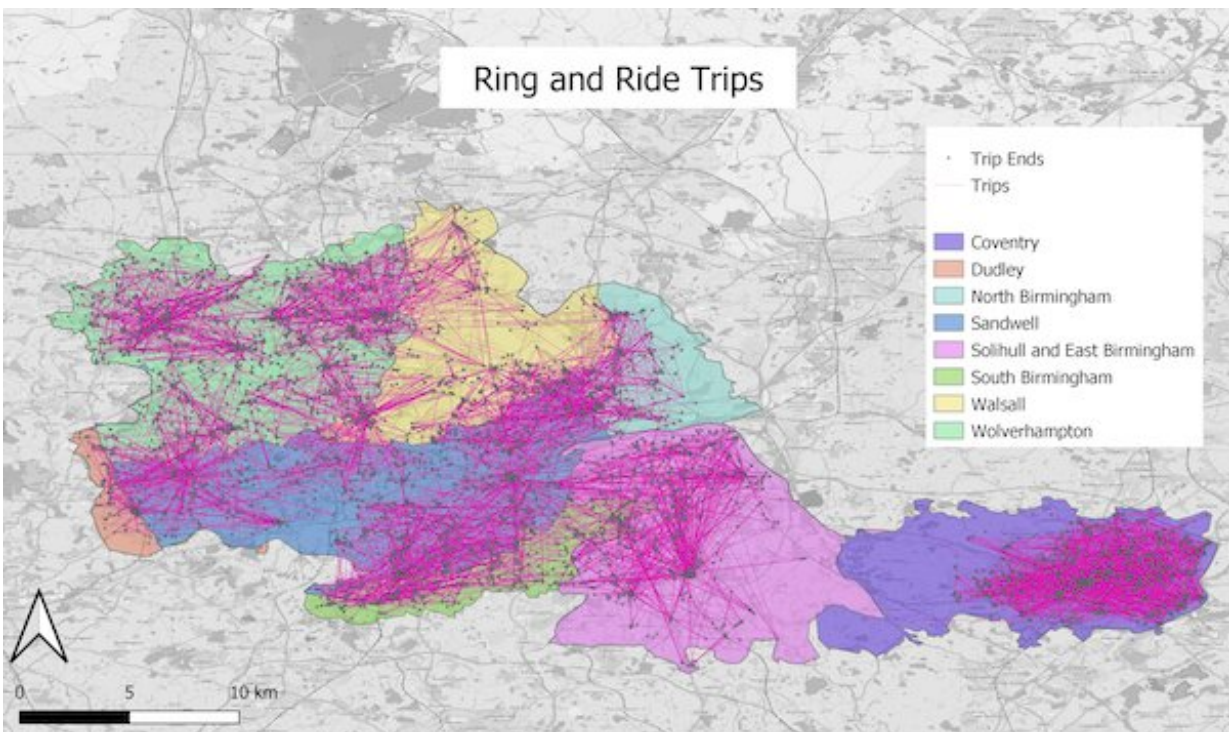 Ring and Ride Trips
Trip Ends
Trips
Coventry
Dudley
North Birmingham
Sandwell
Solihull and East Birmingham
South Birmingham
Walsall
Wolverhampton
0 5 10 km